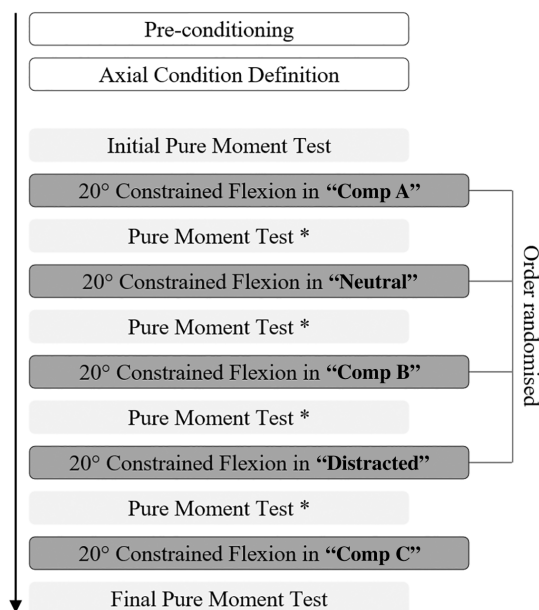 Pre-conditioning
Axial Condition Definition
Initial Pure Moment Test
20° Constrained Flexion in “Comp A”
Pure Moment Test *
20° Constrained Flexion in “Neutral”
Pure Moment Test *
20° Constrained Flexion in “Comp B”
Pure Moment Test *
20° Constrained Flexion in “Distracted”
Pure Moment Test *
20° Constrained Flexion in “Comp C”
Final Pure Moment Test
Order randomised